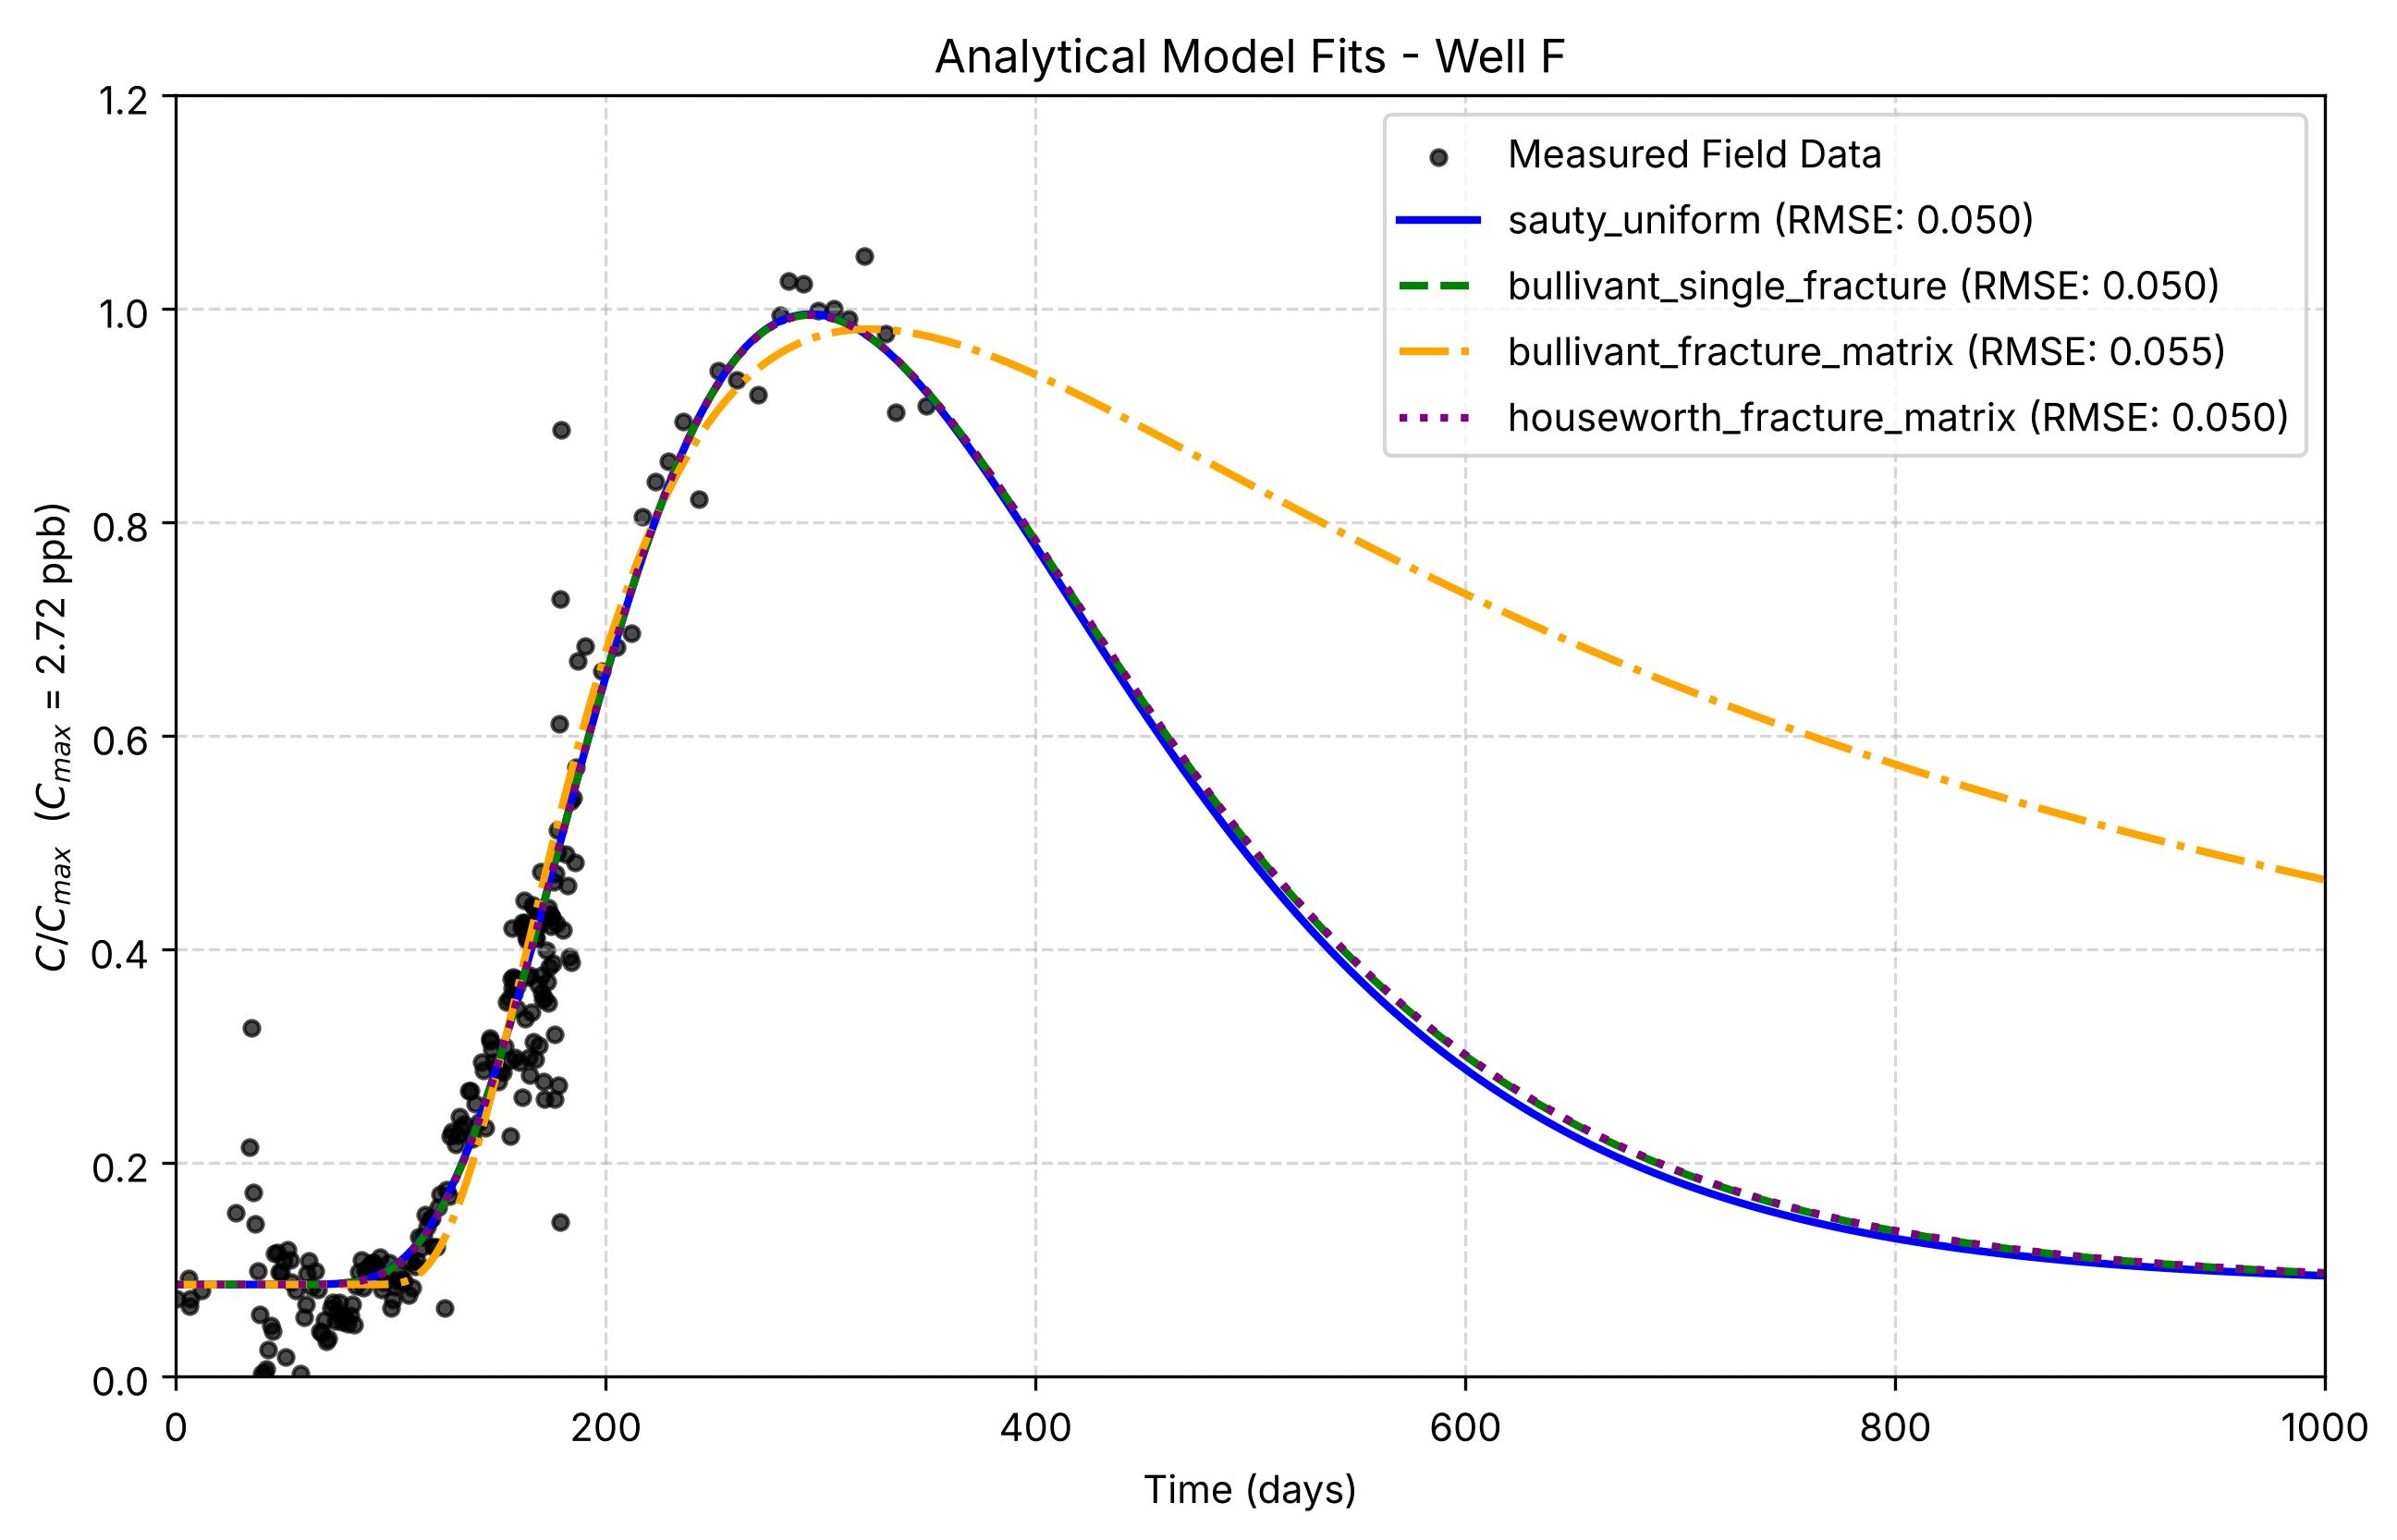 Analytical Model Fits - Well F
1.2
1.0
0.8
0.6
0.4
0.2
0.0
C/Cmax (Cmax = 2.72 ppb)
Measured Field Data
sauty_uniform (RMSE: 0.050)
bullivant_single_fracture (RMSE: 0.050)
bullivant_fracture_matrix (RMSE: 0.055)
houseworth_fracture_matrix (RMSE: 0.050)
0 200 400 600 800 1000
Time (days)